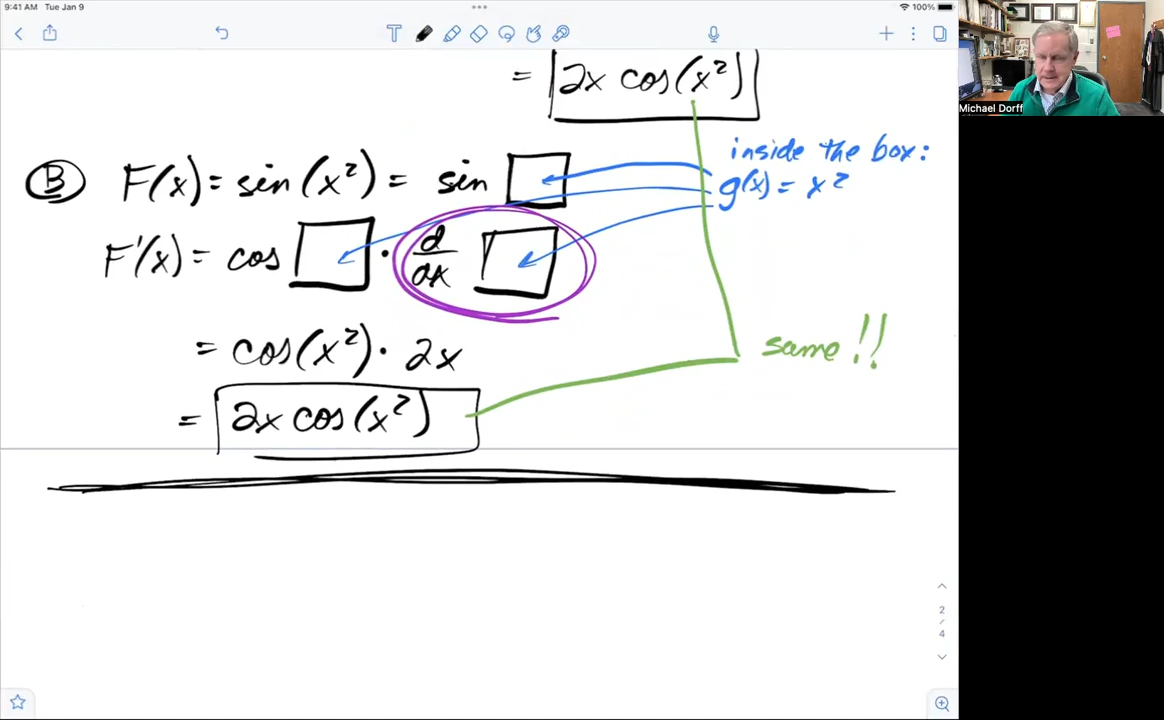 9:41 AM Tue Jan 9
100%
T
= 2x cos(x²)
Michael Dorff
inside the box:
g(x) = x²
B F(x) = sin(x²) = sin □
F'(x) = cos □ · d/dx □
= cos(x²) · 2x
same!!
= 2x cos(x²)
2
/
4